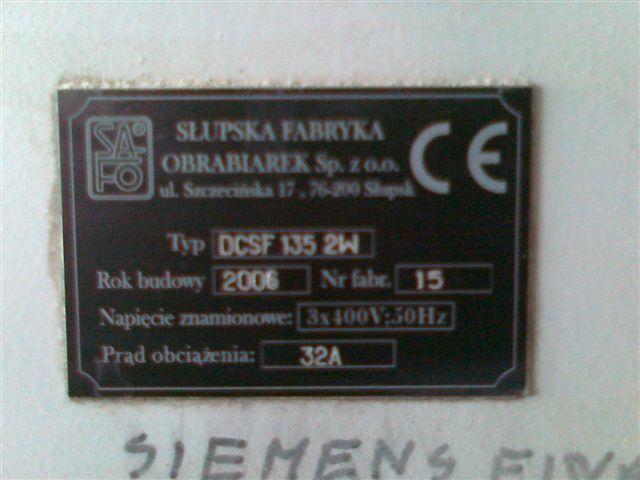 SA-FO
SŁUPSKA FABRYKA
OBRABIAREK Sp. z o.o.
ul. Szczecińska 17 , 76-200 Słupsk
CE
Typ DCSF 135 2W
Rok budowy 2006 Nr fabr. 15
Napięcie znamionowe: 3x400V;50Hz
Prąd obciążenia: 32A
SIEMENS